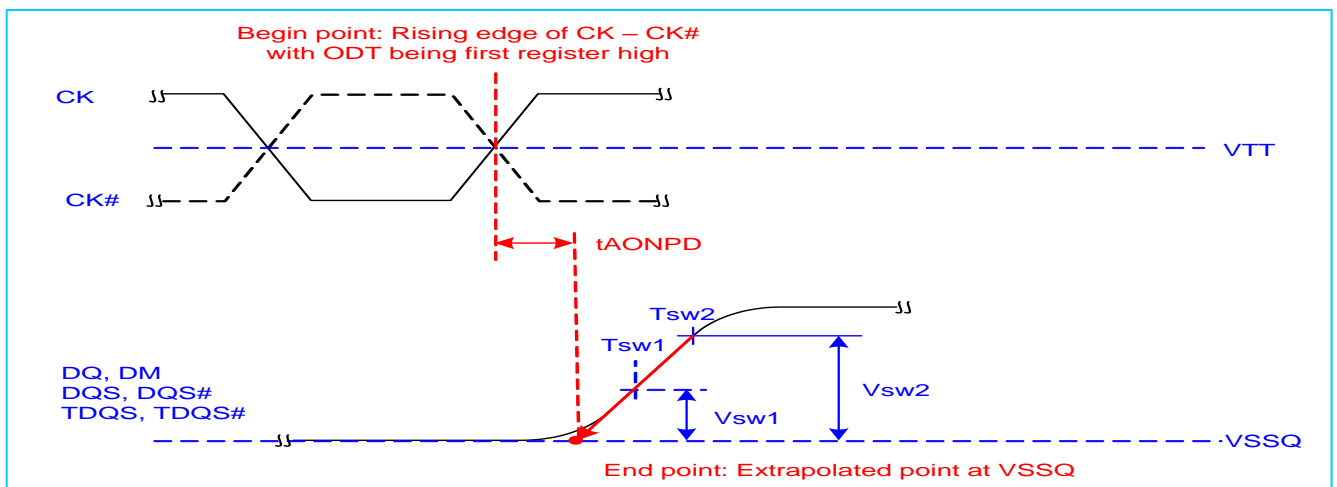 Begin point: Rising edge of CK – CK#
with ODT being first register high
CK
VTT
CK#
tAONPD
Tsw2
Tsw1
DQ, DM
DQS, DQS#
TDQS, TDQS#
Vsw2
Vsw1
VSSQ
End point: Extrapolated point at VSSQ